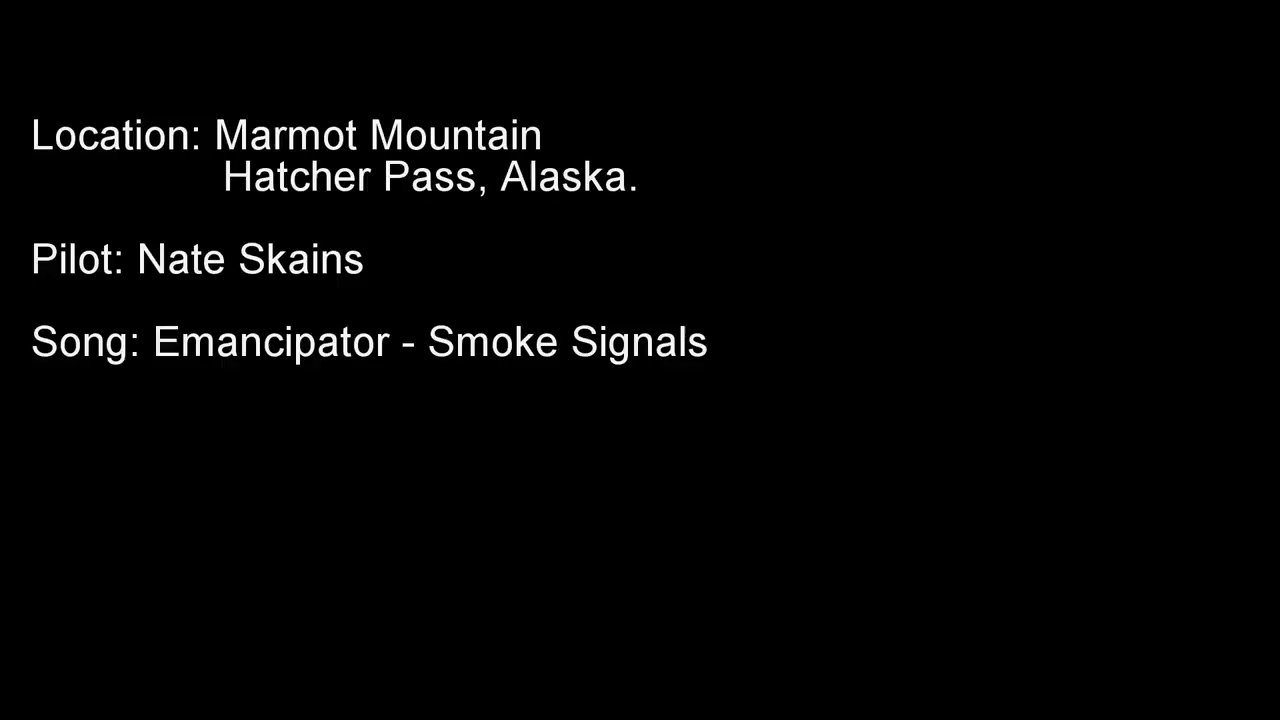 Location: Marmot Mountain
Hatcher Pass, Alaska.
Pilot: Nate Skains
Song: Emancipator - Smoke Signals